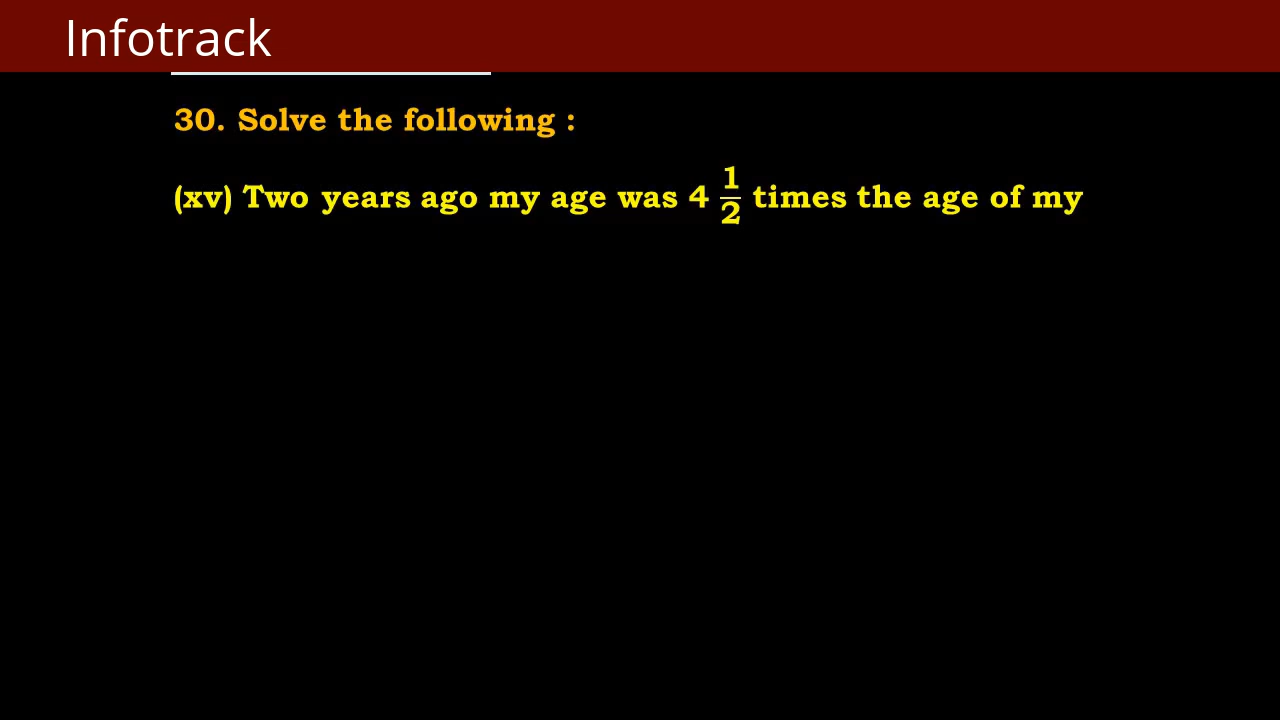 Infotrack
30. Solve the following :
(xv) Two years ago my age was 4 1/2 times the age of my